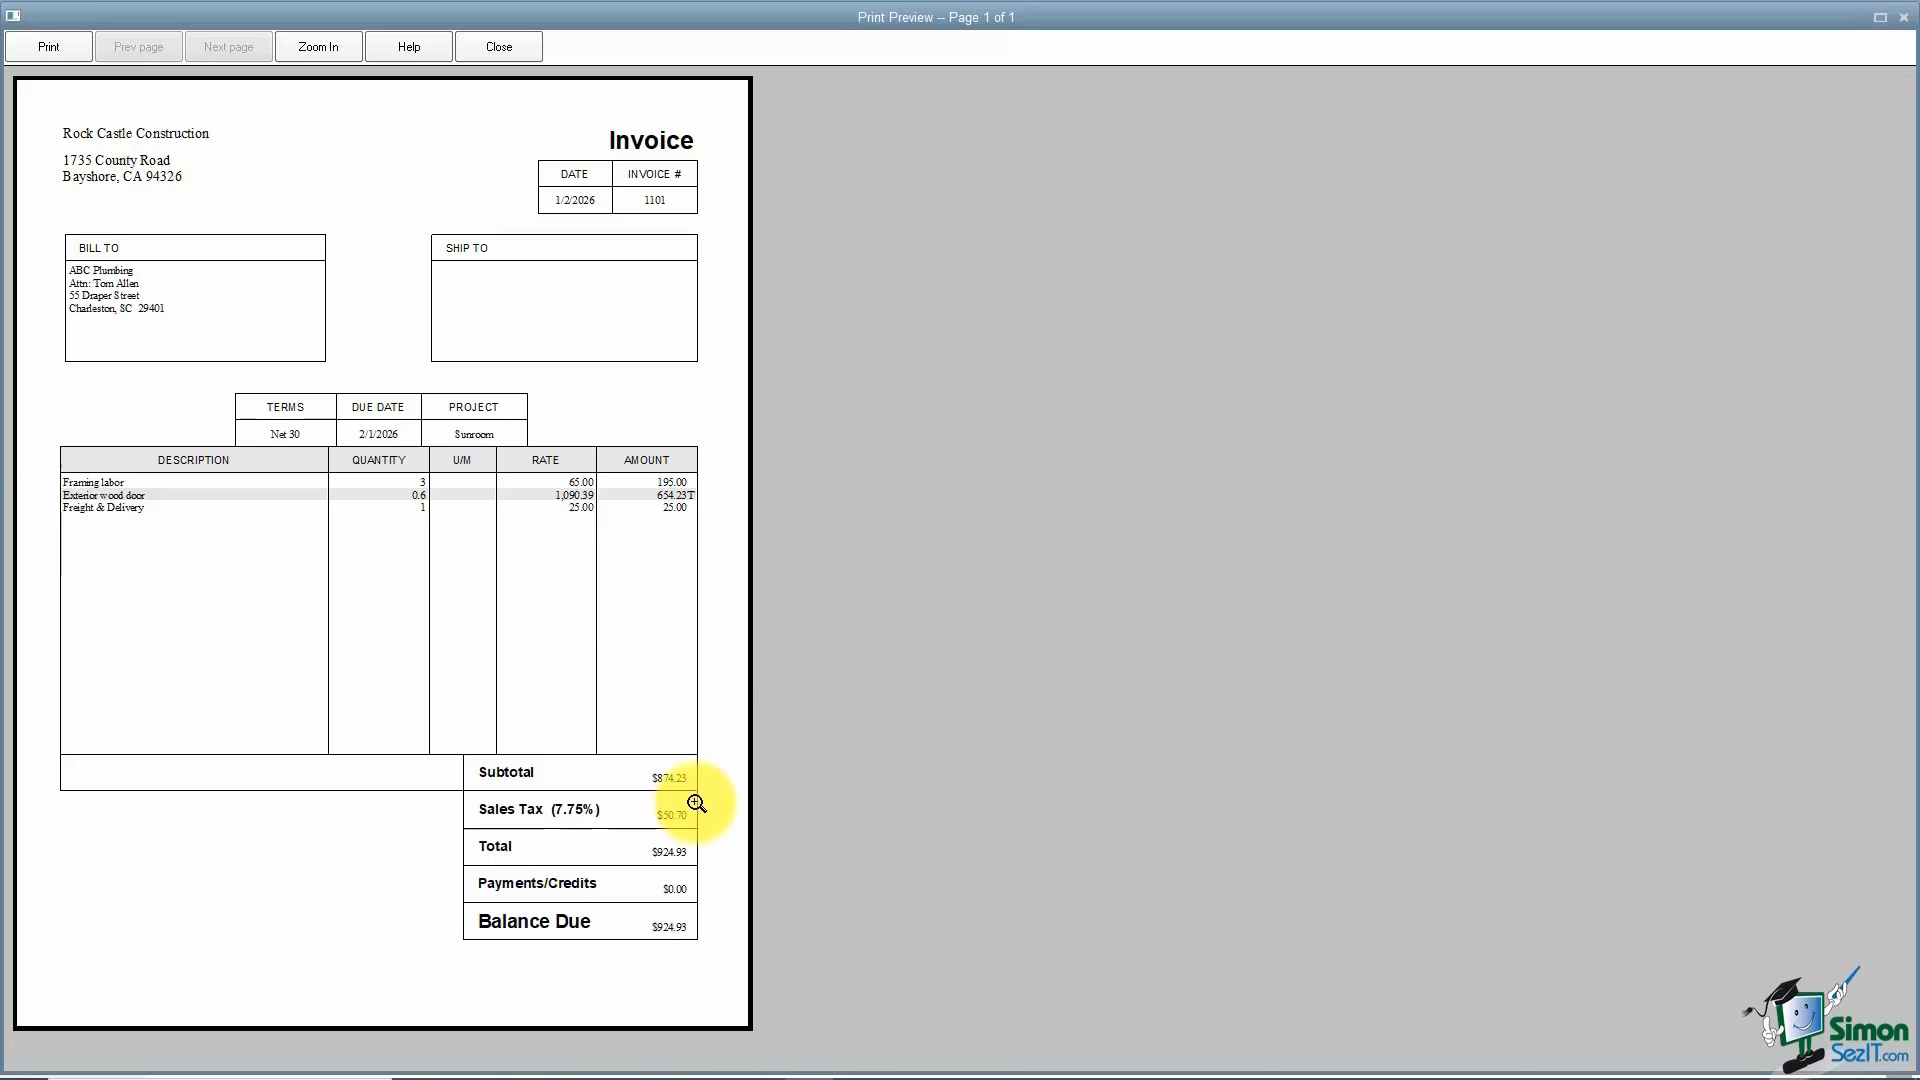 Print Preview -- Page 1 of 1
Print Prev page Next page Zoom In Help Close
Rock Castle Construction
1735 County Road
Bayshore, CA 94326
Invoice
DATE INVOICE #
1/2/2026 1101
BILL TO
ABC Plumbing
Attn: Tom Allen
55 Draper Street
Charleston, SC 29401
SHIP TO
TERMS DUE DATE PROJECT
Net 30 2/1/2026 Sunroom
DESCRIPTION QUANTITY U/M RATE AMOUNT
Framing labor 3 65.00 195.00
Exterior wood door 0.6 1,090.39 654.23T
Freight & Delivery 1 25.00 25.00
Subtotal $874.23
Sales Tax (7.75%) $50.70
Total $924.93
Payments/Credits $0.00
Balance Due $924.93
Simon
SezIT.com